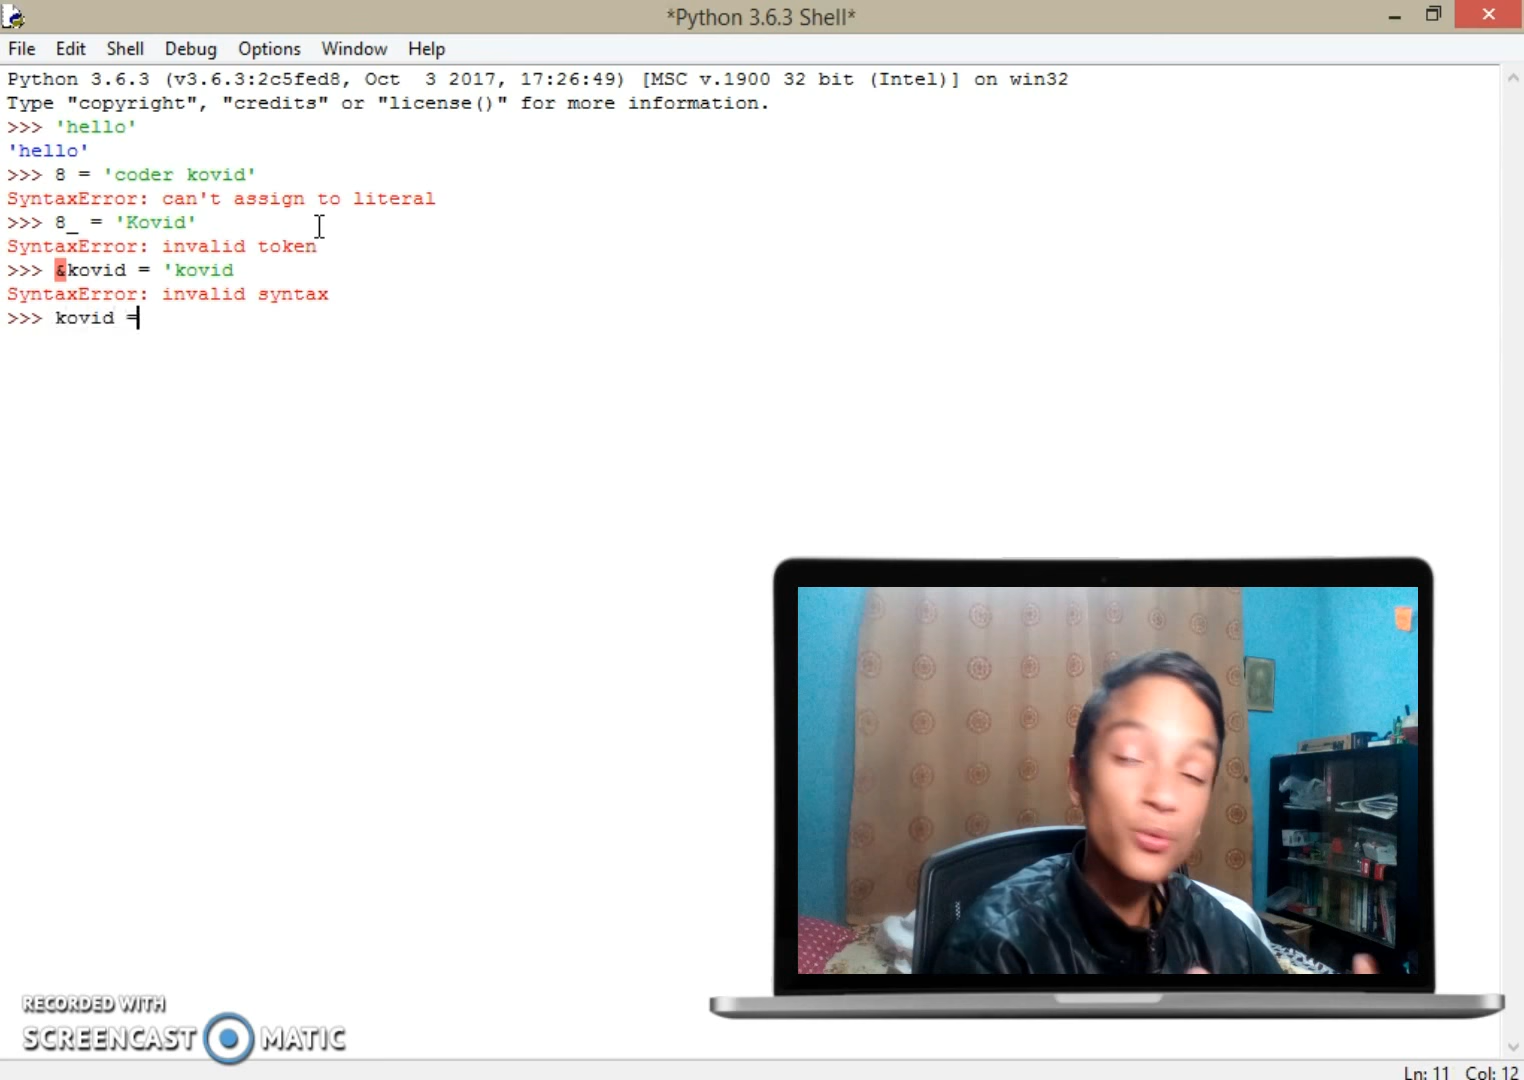 *Python 3.6.3 Shell*
File Edit Shell Debug Options Window Help
Python 3.6.3 (v3.6.3:2c5fed8, Oct  3 2017, 17:26:49) [MSC v.1900 32 bit (Intel)] on win32
Type "copyright", "credits" or "license()" for more information.
>>> 'hello'
'hello'
>>> 8 = 'coder kovid'
SyntaxError: can't assign to literal
>>> 8_ = 'Kovid'
SyntaxError: invalid token
>>> &kovid = 'kovid
SyntaxError: invalid syntax
>>> kovid =
RECORDED WITH
SCREENCAST MATIC
Ln: 11 Col: 12